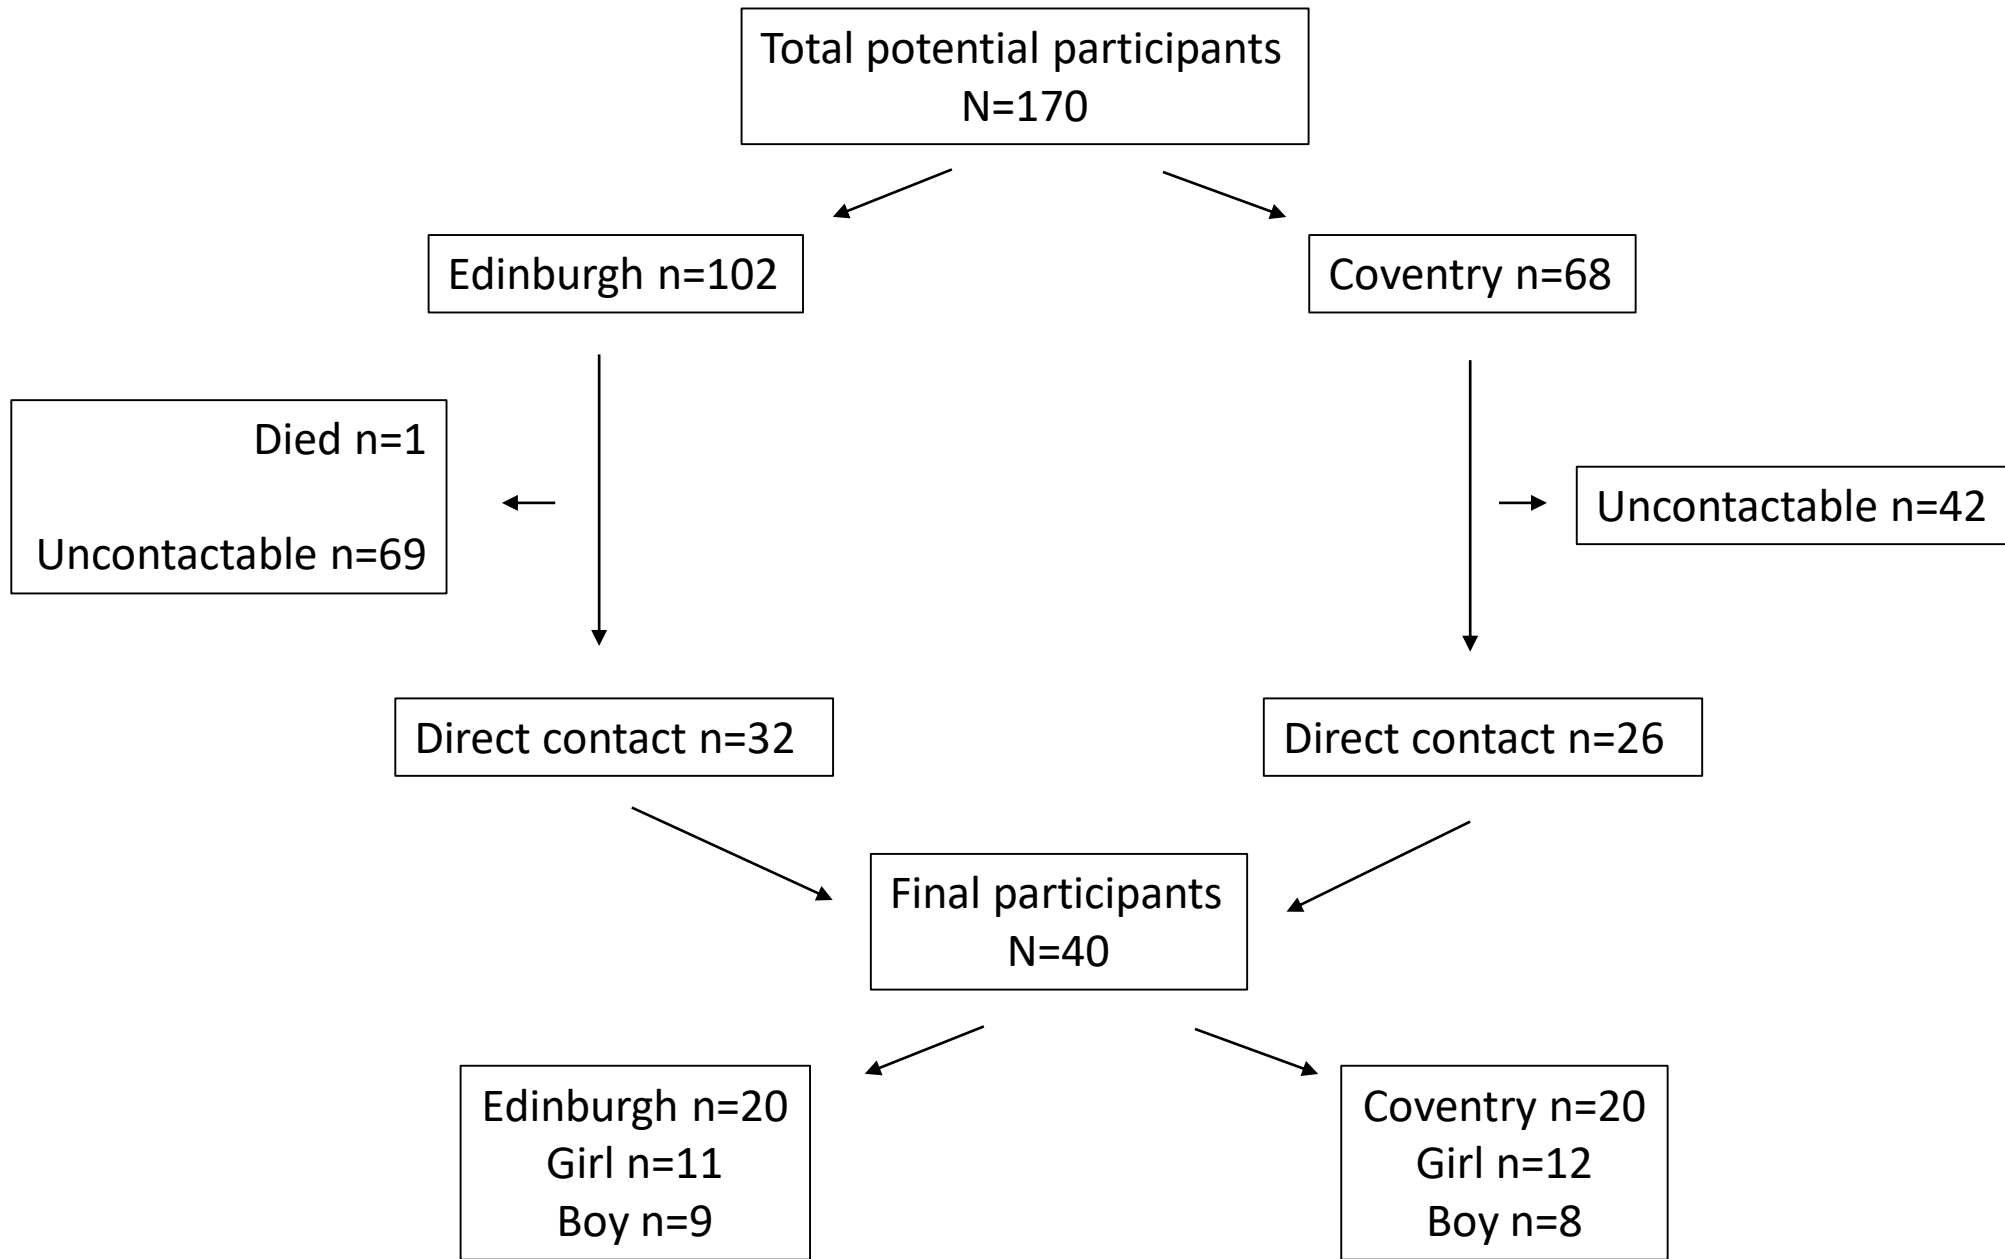 Total potential participants
N=170
Edinburgh n=102
Coventry n=68
Died n=1
Uncontactable n=69
Uncontactable n=42
Direct contact n=32
Direct contact n=26
Final participants
N=40
Edinburgh n=20
Girl n=11
Boy n=9
Coventry n=20
Girl n=12
Boy n=8